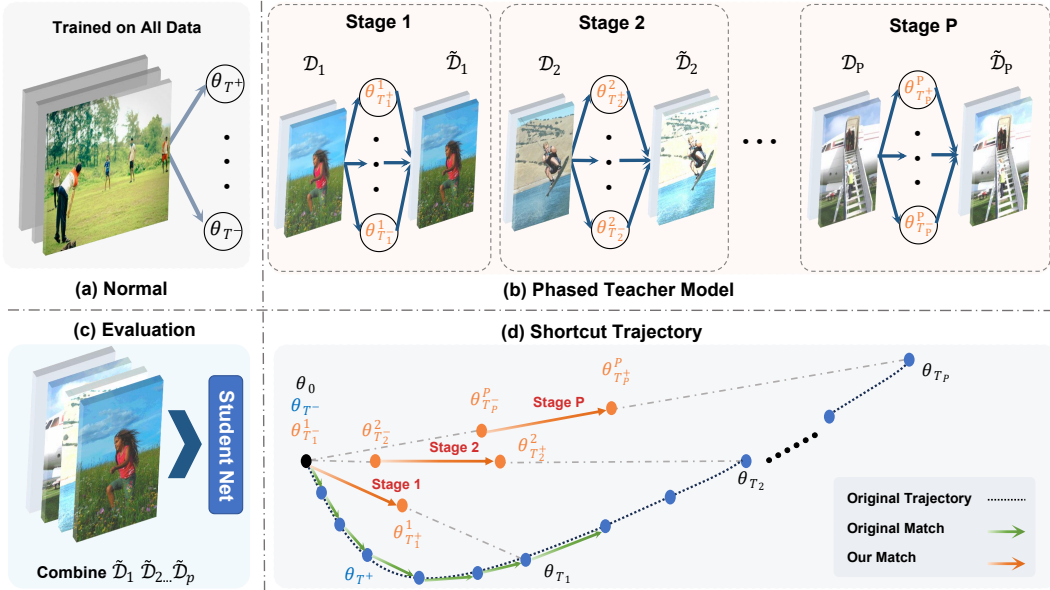 Trained on All Data
θ_{T^+}
θ_{T^-}
(a) Normal
Stage 1
𝒟_1
𝒟̃_1
θ^1_{T_1^+}
θ^1_{T_1^-}
Stage 2
𝒟_2
𝒟̃_2
θ^2_{T_2^+}
θ^2_{T_2^-}
Stage P
𝒟_P
𝒟̃_P
θ^P_{T_P^+}
θ^P_{T_P^-}
(b) Phased Teacher Model
(c) Evaluation
Student Net
Combine 𝒟̃_1 𝒟̃_2... 𝒟̃_p
(d) Shortcut Trajectory
θ_0
θ_{T^-}
θ^1_{T_1^-}
θ^2_{T_2^-}
θ^P_{T_P^-}
Stage P
θ^P_{T_P^+}
θ_{T_P}
Stage 2
θ^2_{T_2^+}
θ_{T_2}
Stage 1
θ^1_{T_1^+}
θ_{T^+}
θ_{T_1}
Original Trajectory
Original Match
Our Match